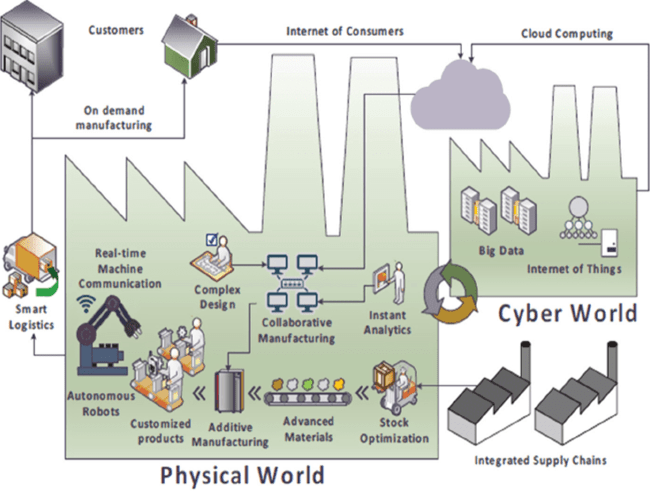 Customers
Internet of Consumers
Cloud Computing
On demand
manufacturing
Big Data
Internet of Things
Real-time
Machine
Communication
Complex
Design
Collaborative
Manufacturing
Instant
Analytics
Smart
Logistics
Cyber World
Autonomous
Robots
Customized
products
Additive
Manufacturing
Advanced
Materials
Stock
Optimization
Integrated Supply Chains
Physical World